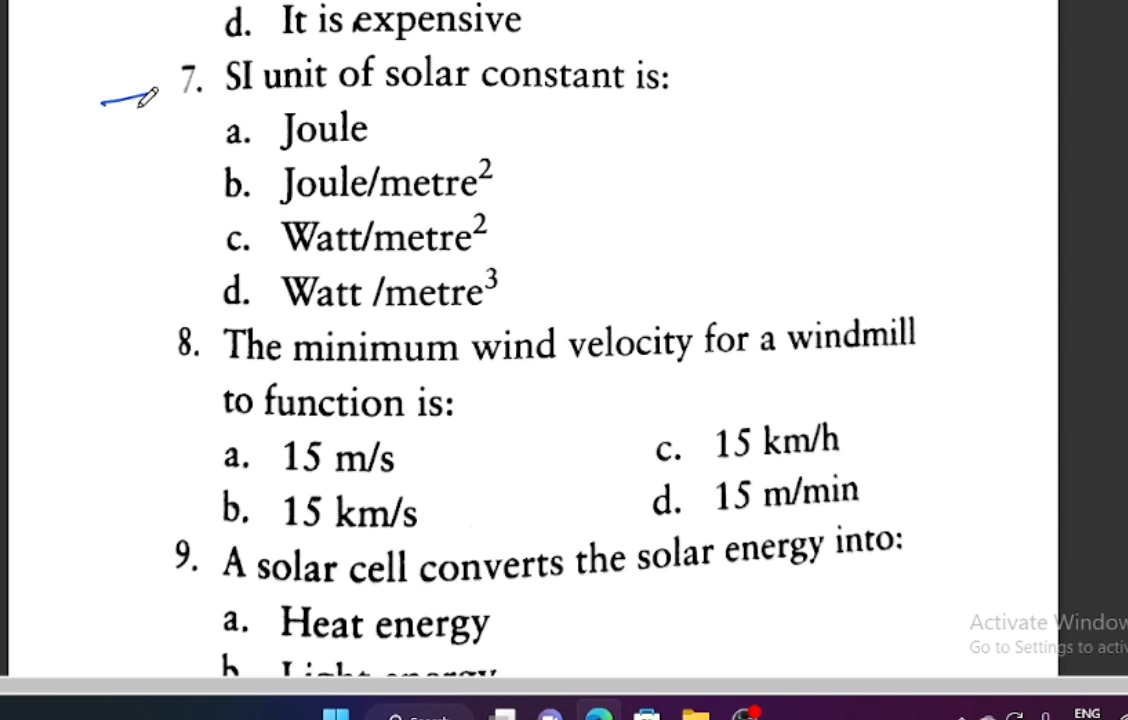 d. It is expensive
7. SI unit of solar constant is:
a. Joule
b. Joule/metre²
c. Watt/metre²
d. Watt /metre³
8. The minimum wind velocity for a windmill
to function is:
a. 15 m/s
c. 15 km/h
b. 15 km/s
d. 15 m/min
9. A solar cell converts the solar energy into:
a. Heat energy
Activate Window
Go to Settings to activ
ENG